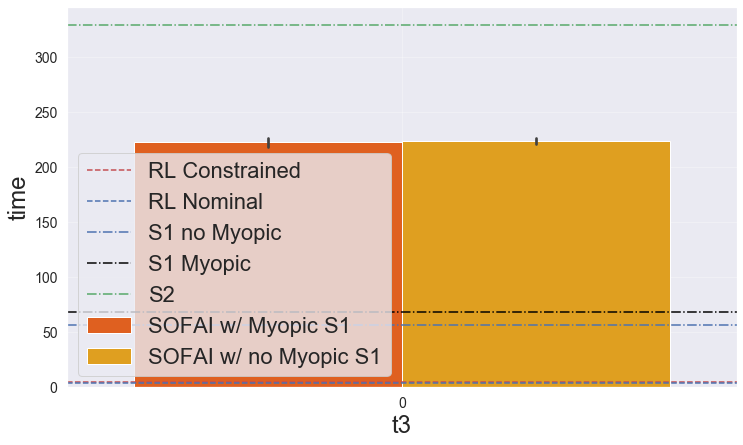 300
250
200
150
100
50
0
time
RL Constrained
RL Nominal
S1 no Myopic
S1 Myopic
S2
SOFAI w/ Myopic S1
SOFAI w/ no Myopic S1
0
t3